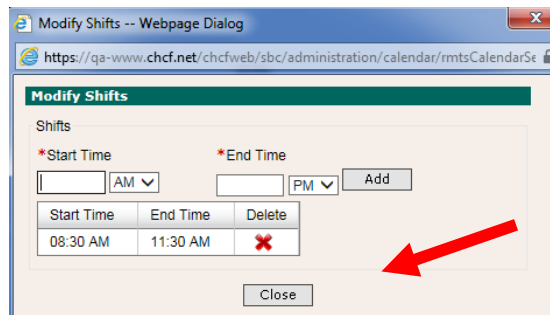 Modify Shifts -- Webpage Dialog
x
https://qa-www.chcf.net/chcfweb/sbc/administration/calendar/rmtsCalendarSe
Modify Shifts
Shifts
*Start Time *End Time
AM PM Add
Start Time End Time Delete
08:30 AM 11:30 AM
Close